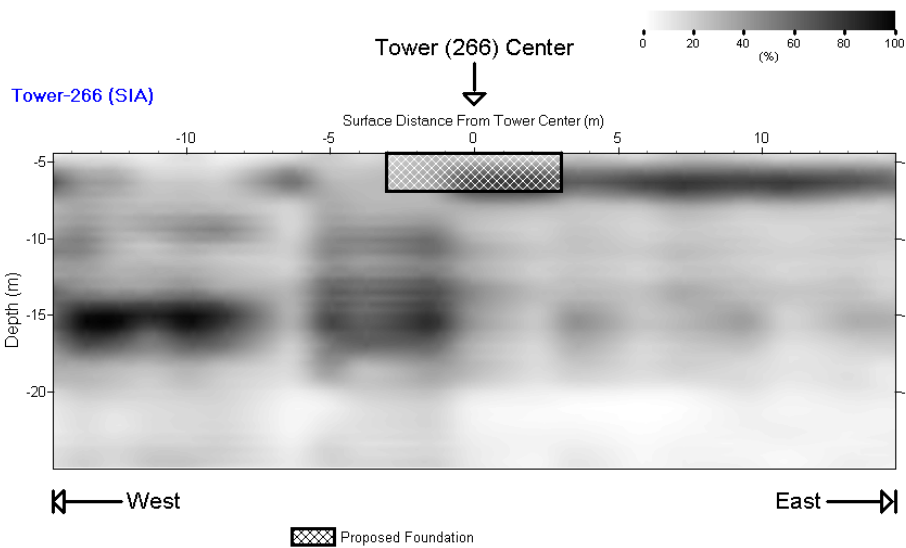 0 20 40 60 80 100
(%)
Tower (266) Center
Tower-266 (SIA)
Surface Distance From Tower Center (m)
-10 -5 0 5 10
-5
-10
-15
-20
Depth (m)
West East
Proposed Foundation